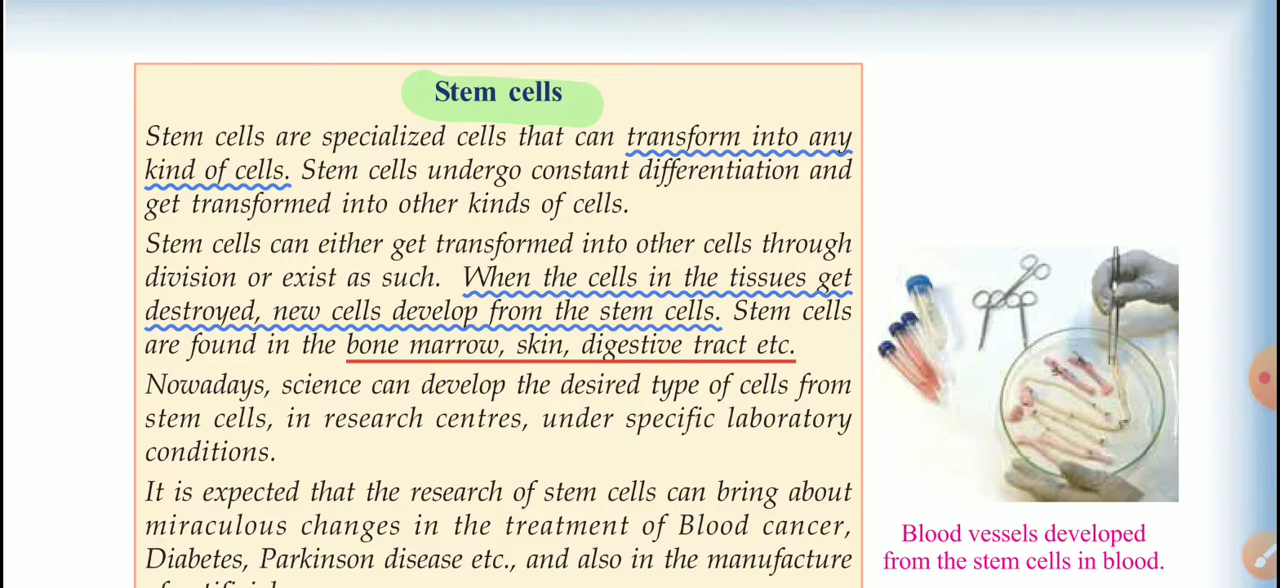 Stem cells
Stem cells are specialized cells that can transform into any
kind of cells. Stem cells undergo constant differentiation and
get transformed into other kinds of cells.
Stem cells can either get transformed into other cells through
division or exist as such. When the cells in the tissues get
destroyed, new cells develop from the stem cells. Stem cells
are found in the bone marrow, skin, digestive tract etc.
Nowadays, science can develop the desired type of cells from
stem cells, in research centres, under specific laboratory
conditions.
It is expected that the research of stem cells can bring about
miraculous changes in the treatment of Blood cancer,
Diabetes, Parkinson disease etc., and also in the manufacture
Blood vessels developed
from the stem cells in blood.